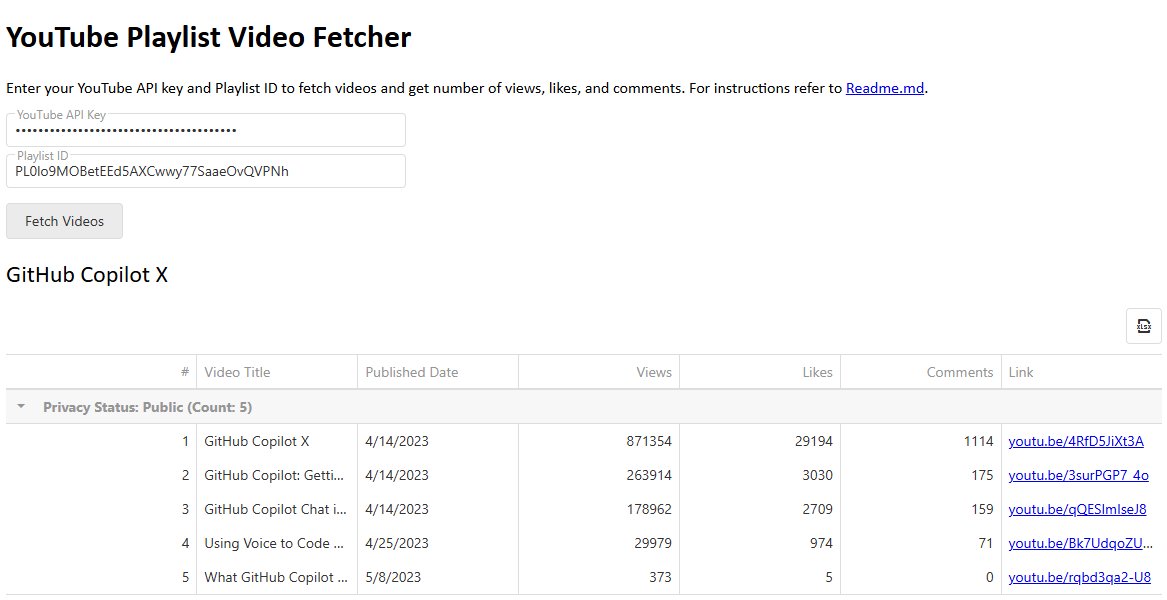 YouTube Playlist Video Fetcher
Enter your YouTube API key and Playlist ID to fetch videos and get number of views, likes, and comments. For instructions refer to Readme.md.
YouTube API Key
•••••••••••••••••••••••••••••••••••••••
Playlist ID
PL0lo9MOBetEEd5AXCwwy77SaaeOvQVPNh
Fetch Videos
GitHub Copilot X
xlsx
# Video Title Published Date Views Likes Comments Link
Privacy Status: Public (Count: 5)
1 GitHub Copilot X 4/14/2023 871354 29194 1114 youtu.be/4RfD5JiXt3A
2 GitHub Copilot: Getti... 4/14/2023 263914 3030 175 youtu.be/3surPGP7_4o
3 GitHub Copilot Chat i... 4/14/2023 178962 2709 159 youtu.be/qQESlmIseJ8
4 Using Voice to Code ... 4/25/2023 29979 974 71 youtu.be/Bk7UdqoZU...
5 What GitHub Copilot ... 5/8/2023 373 5 0 youtu.be/rqbd3qa2-U8